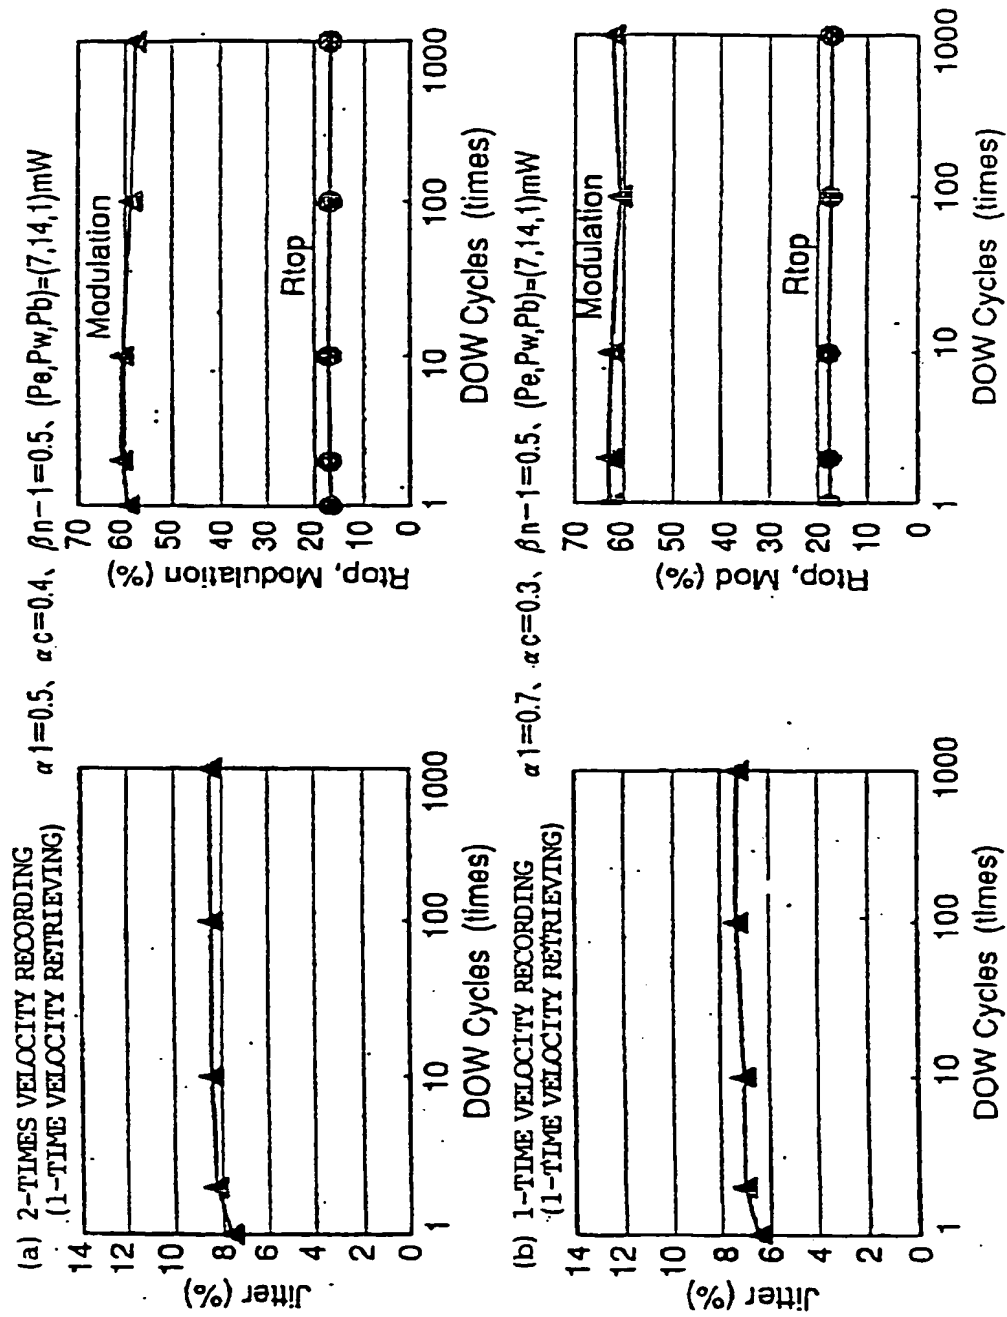 (a) 2-TIMES VELOCITY RECORDING
(1-TIME VELOCITY RETRIEVING)
α1=0.5、αc=0.4、βn−1=0.5、(Pe,Pw,Pb)=(7,14,1)mW
Jitter (%)
14
12
10
8
6
4
2
0
1
10
100
1000
DOW Cycles (times)
Rtop, Modulation (%)
70
60
50
40
30
20
10
0
Modulation
Rtop
1
10
100
1000
DOW Cycles (times)
(b) 1-TIME VELOCITY RECORDING
(1-TIME VELOCITY RETRIEVING)
α1=0.7、αc=0.3、βn−1=0.5、(Pe,Pw,Pb)=(7,14,1)mW
Jitter (%)
14
12
10
8
6
4
2
0
1
10
100
1000
DOW Cycles (times)
Rtop, Mod (%)
70
60
50
40
30
20
10
0
Modulation
Rtop
1
10
100
1000
DOW Cycles (times)